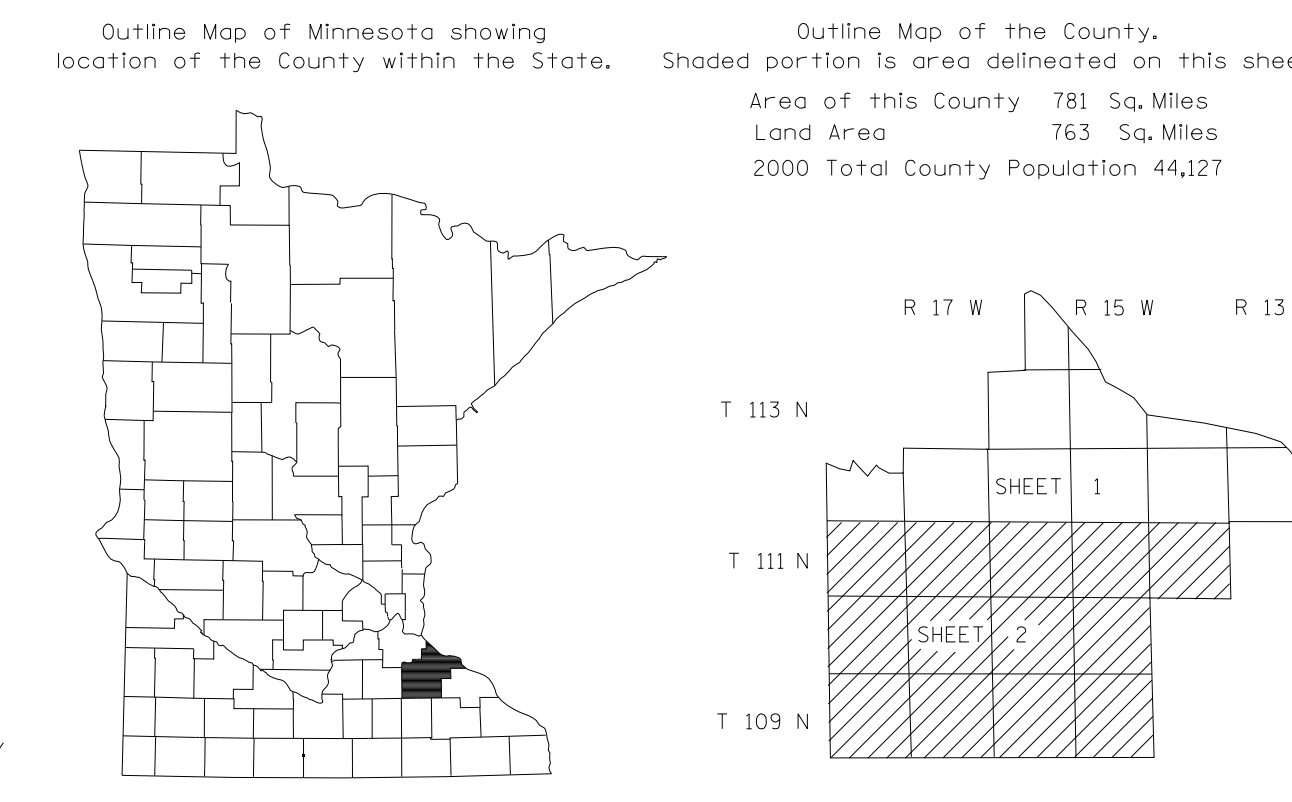 Outline Map of Minnesota showing
location of the County within the State.
Outline Map of the County.
Shaded portion is area delineated on this shee
Area of this County 781 Sq. Miles
Land Area 763 Sq. Miles
2000 Total County Population 44,127
R 17 W R 15 W R 13
T 113 N
SHEET 1
T 111 N
SHEET 2
T 109 N